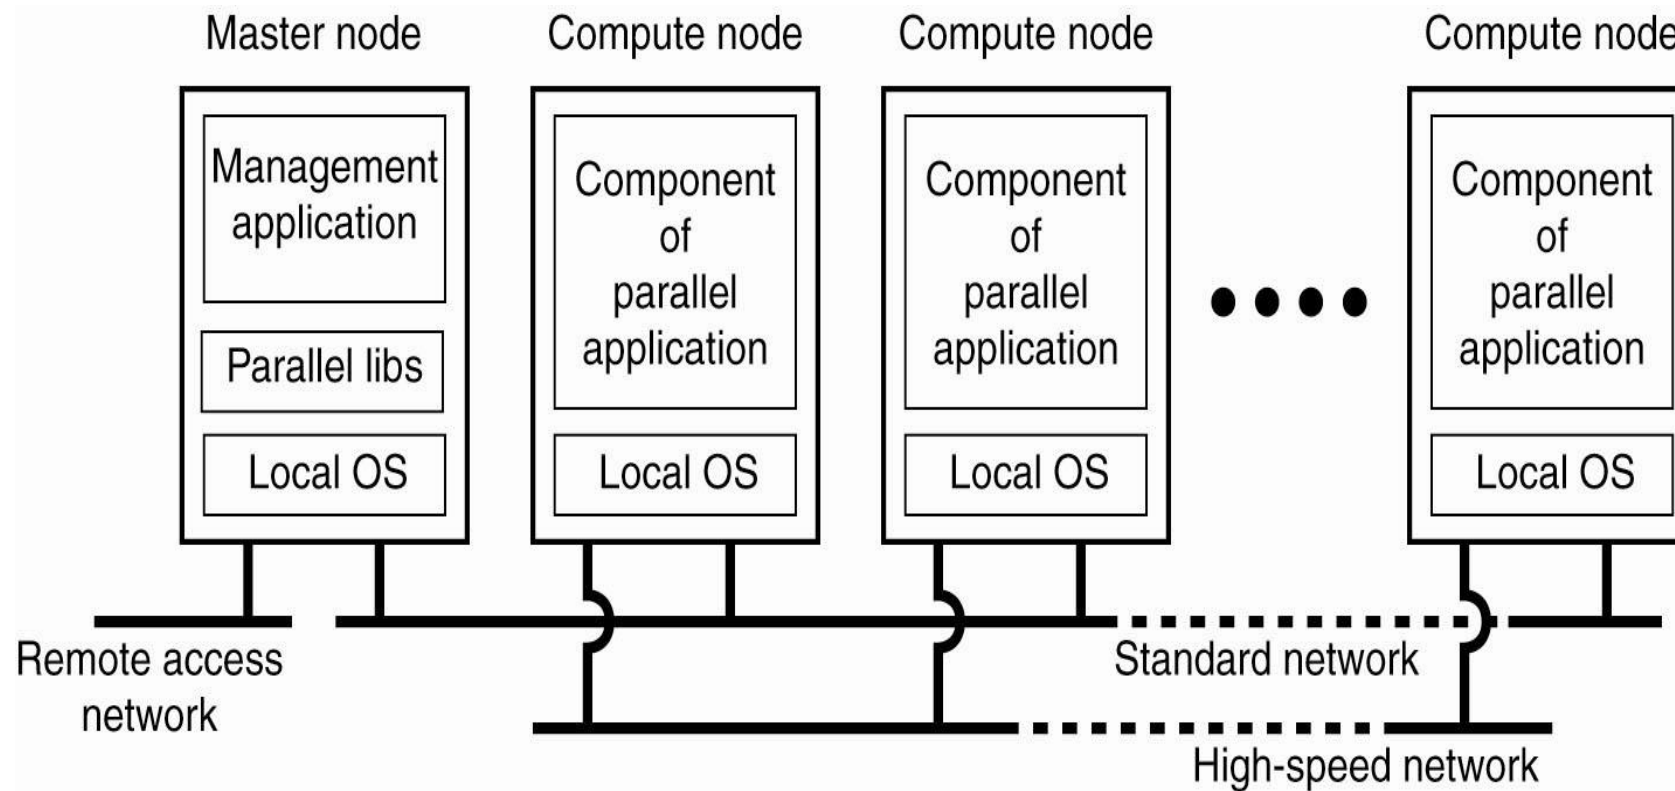 Master node
Compute node
Compute node
Compute node
Management
application
Parallel libs
Local OS
Component
of
parallel
application
Local OS
Component
of
parallel
application
Local OS
Component
of
parallel
application
Local OS
Remote access
network
Standard network
High-speed network